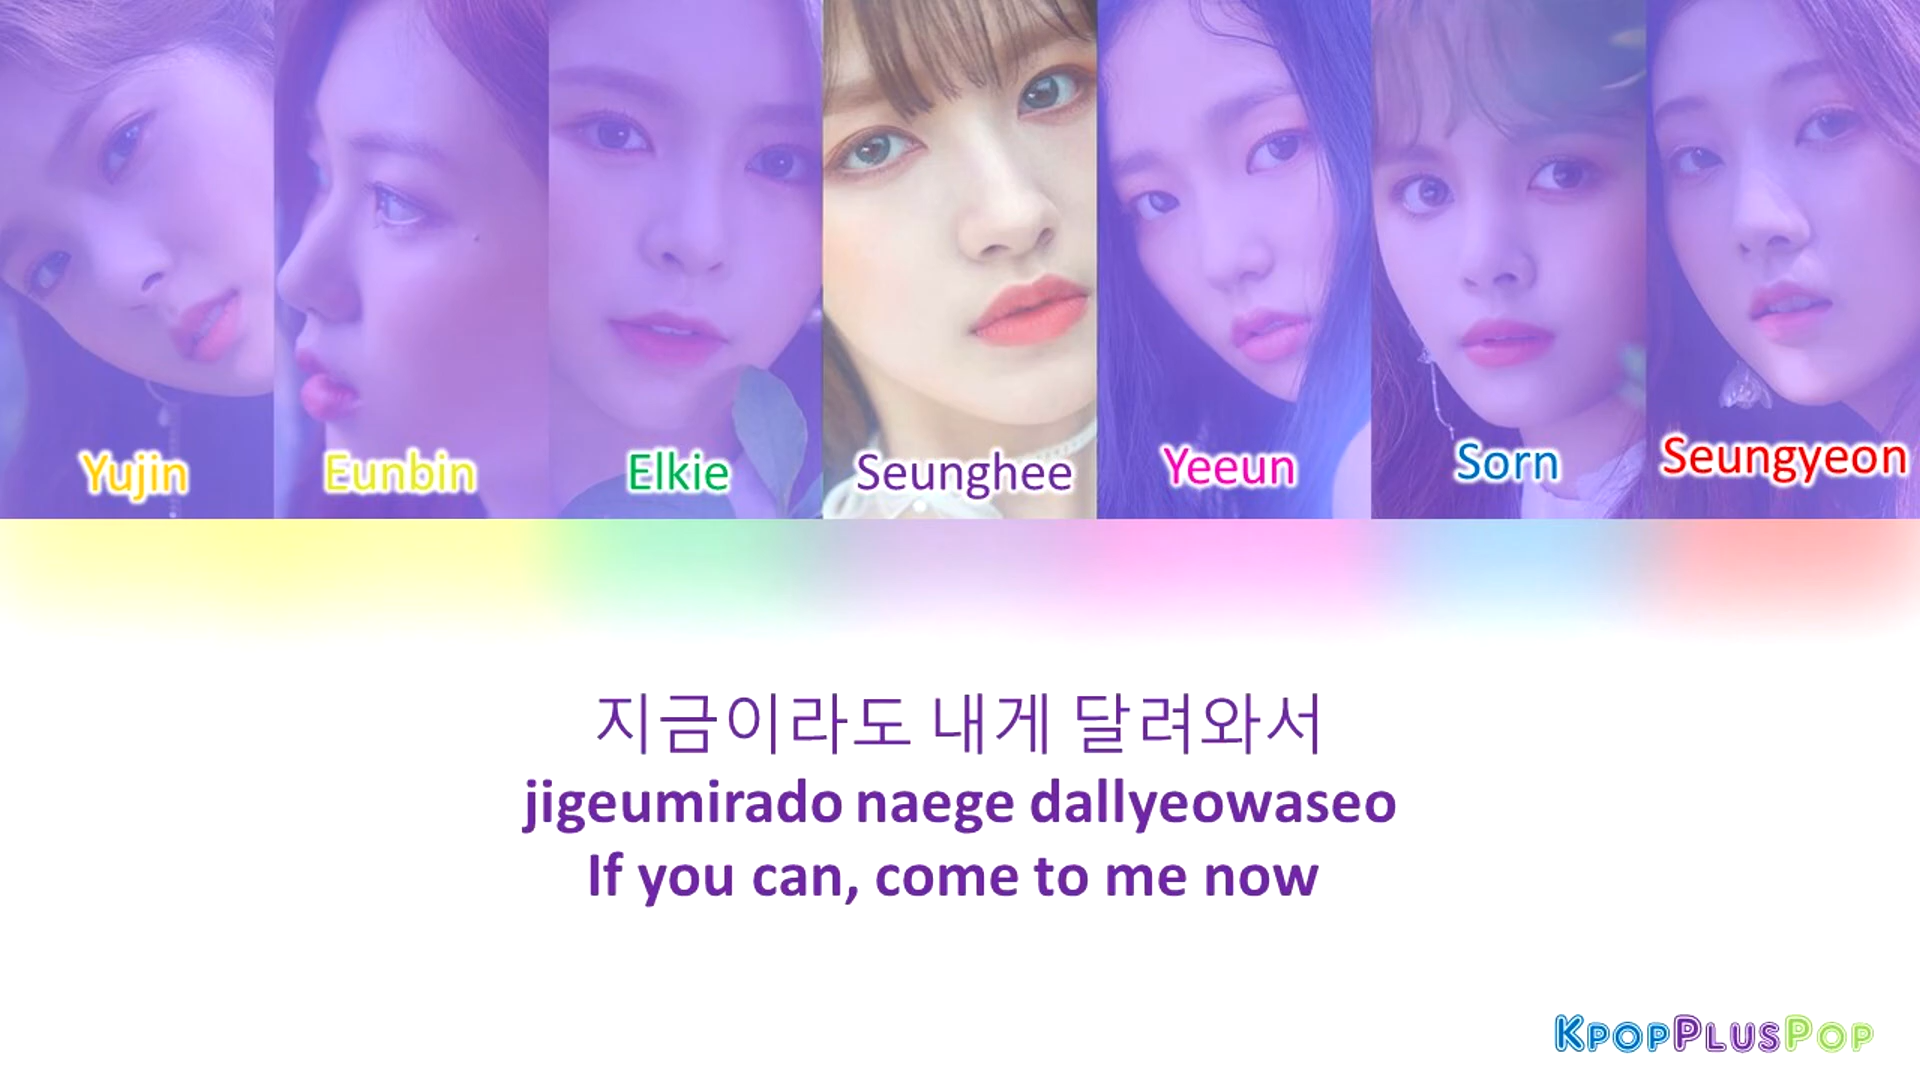 Yujin Eunbin Elkie Seunghee Yeeun Sorn Seungyeon
지금이라도 내게 달려와서
jigeumirado naege dallyeowaseo
If you can, come to me now
KPOPPLUSPOP